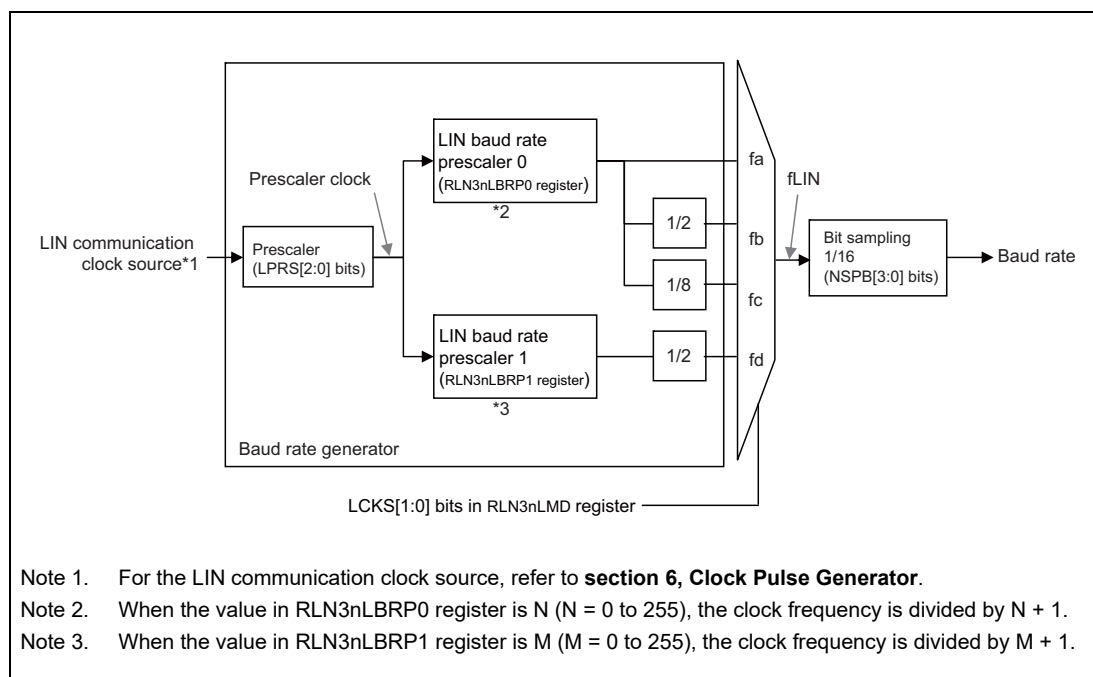 LIN baud rate
prescaler 0
(RLN3nLBRP0 register)
*2
Prescaler clock
fa
fLIN
LIN communication
clock source*1
Prescaler
(LPRS[2:0] bits)
1/2
fb
Bit sampling
1/16
(NSPB[3:0] bits)
Baud rate
1/8
fc
LIN baud rate
prescaler 1
(RLN3nLBRP1 register)
*3
1/2
fd
Baud rate generator
LCKS[1:0] bits in RLN3nLMD register
Note 1. For the LIN communication clock source, refer to section 6, Clock Pulse Generator.
Note 2. When the value in RLN3nLBRP0 register is N (N = 0 to 255), the clock frequency is divided by N + 1.
Note 3. When the value in RLN3nLBRP1 register is M (M = 0 to 255), the clock frequency is divided by M + 1.